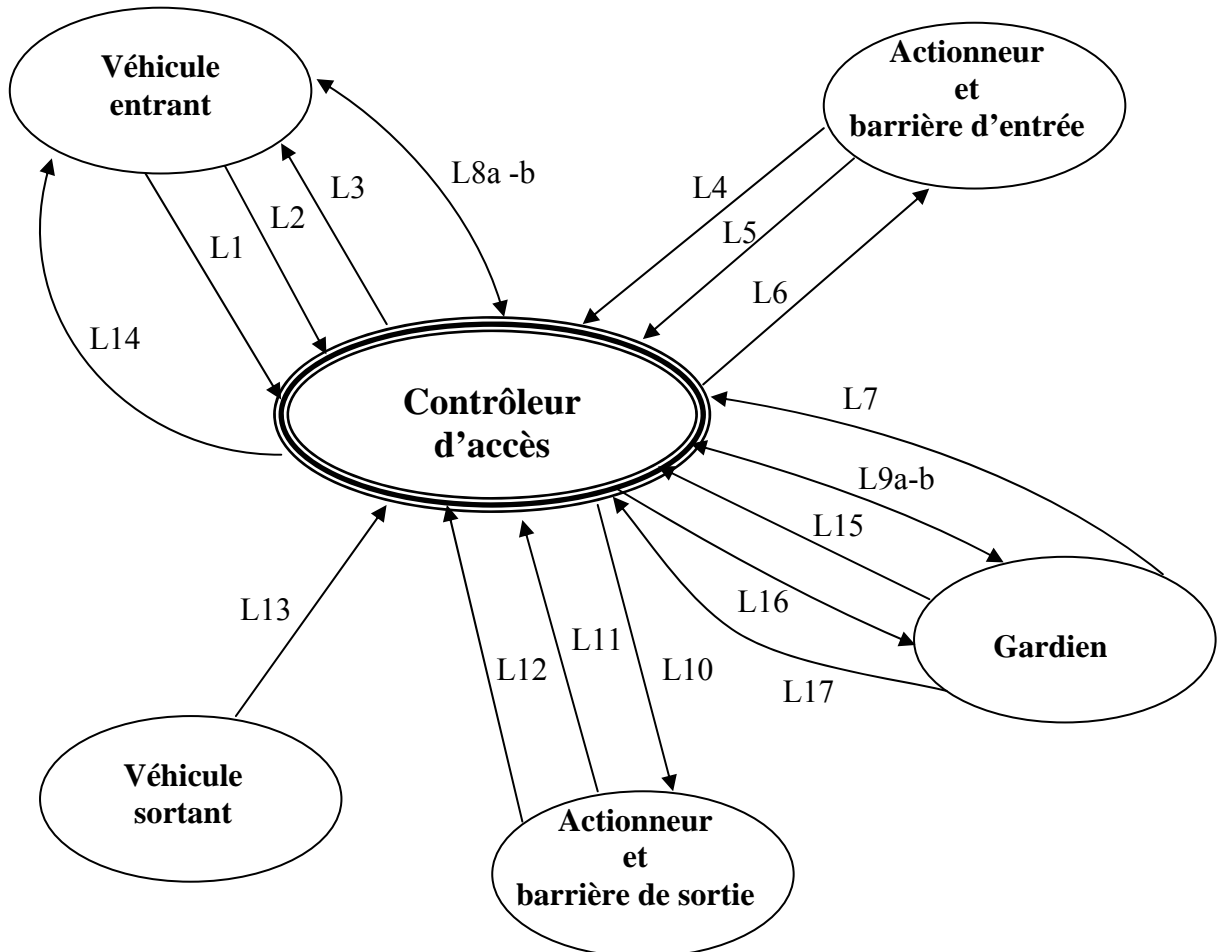 Véhicule
entrant
Actionneur
et
barrière d’entrée
L8a -b
L3
L2
L1
L4
L5
L6
L14
Contrôleur
d’accès
L7
L9a-b
L15
L16
L17
Gardien
L13
L12
L11
L10
Véhicule
sortant
Actionneur
et
barrière de sortie